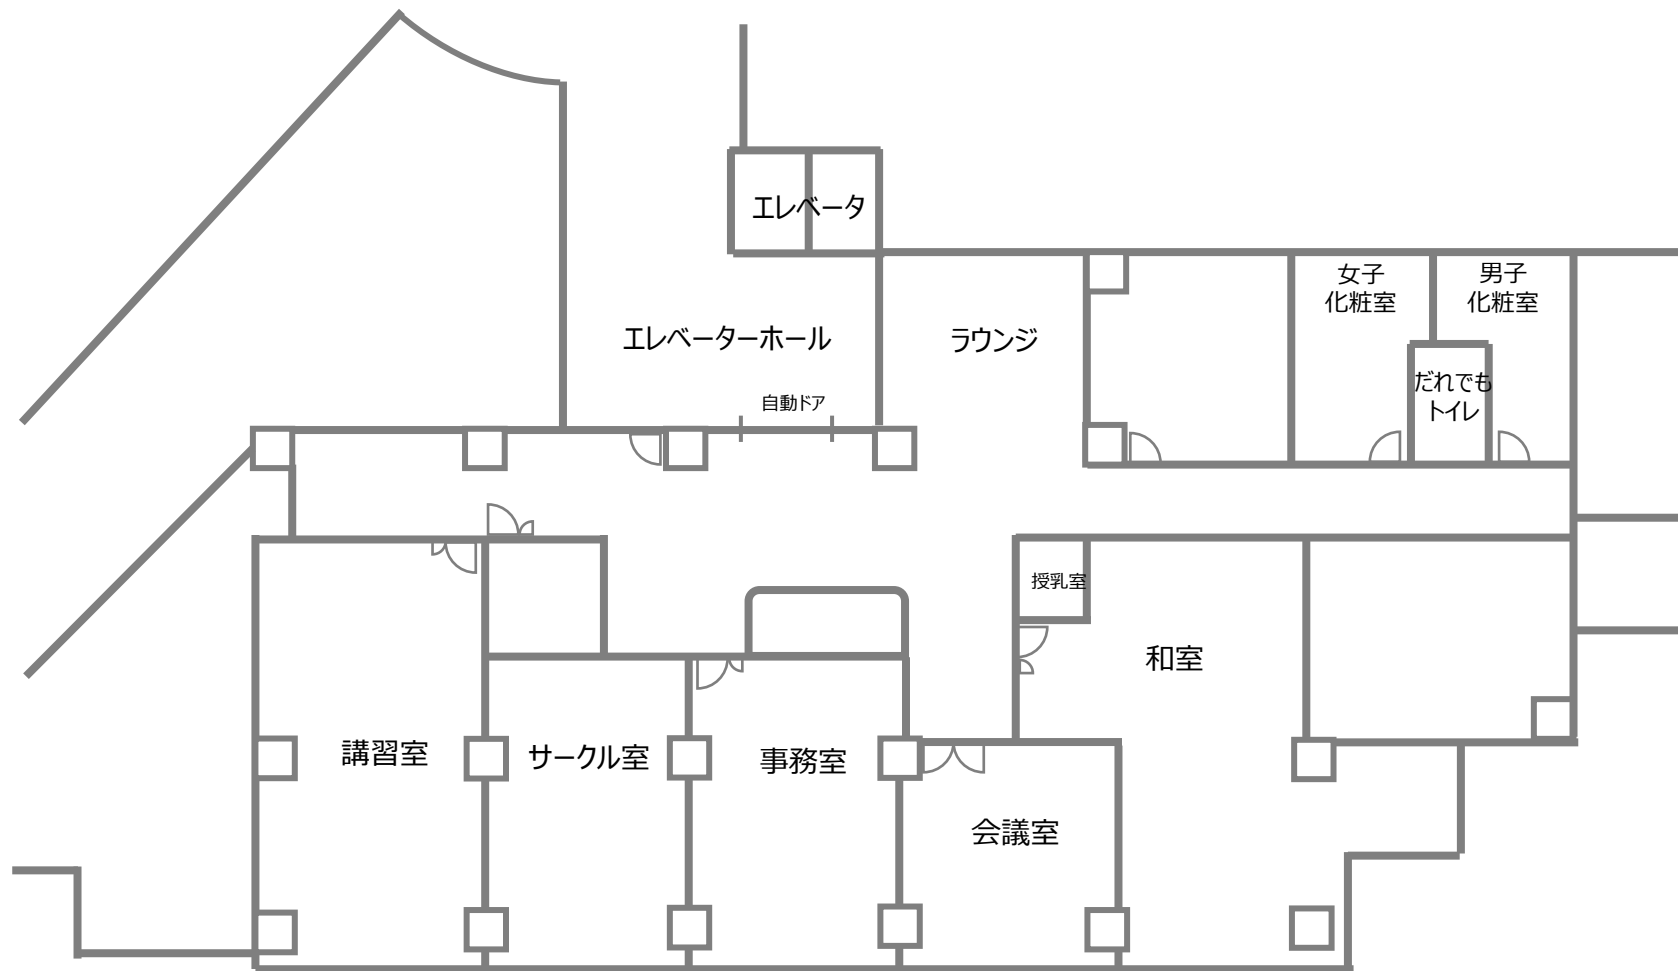 エレベータ
女子
化粧室
男子
化粧室
エレベーターホール
ラウンジ
だれでも
トイレ
自動ドア
授乳室
和室
講習室
サークル室
事務室
会議室